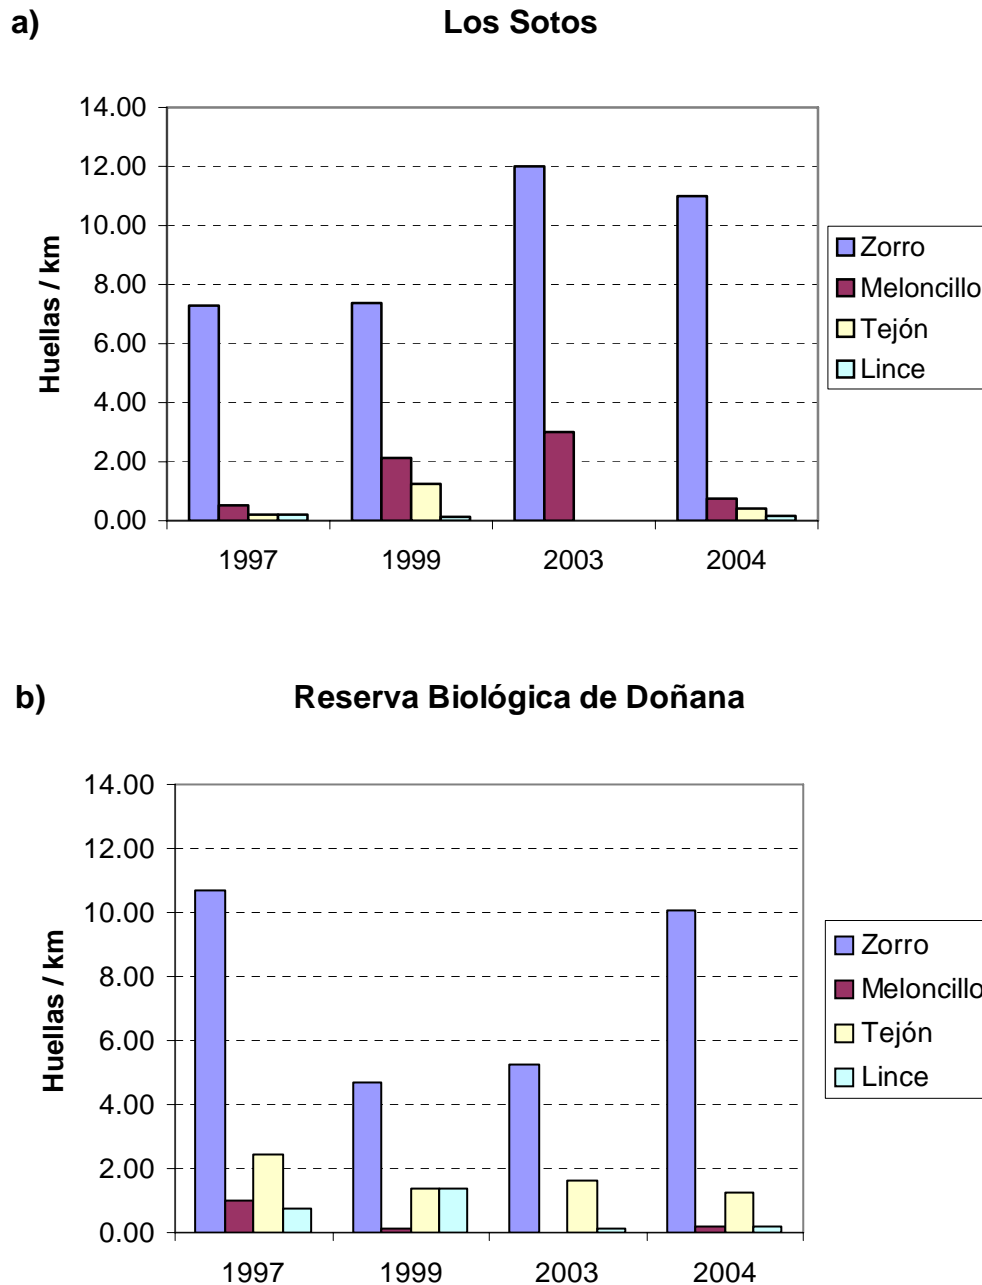 a)
Los Sotos
14.00
12.00
10.00
8.00
6.00
4.00
2.00
0.00
Huellas / km
1997
1999
2003
2004
Zorro
Meloncillo
Tejón
Lince
b)
Reserva Biológica de Doñana
14.00
12.00
10.00
8.00
6.00
4.00
2.00
0.00
Huellas / km
1997
1999
2003
2004
Zorro
Meloncillo
Tejón
Lince